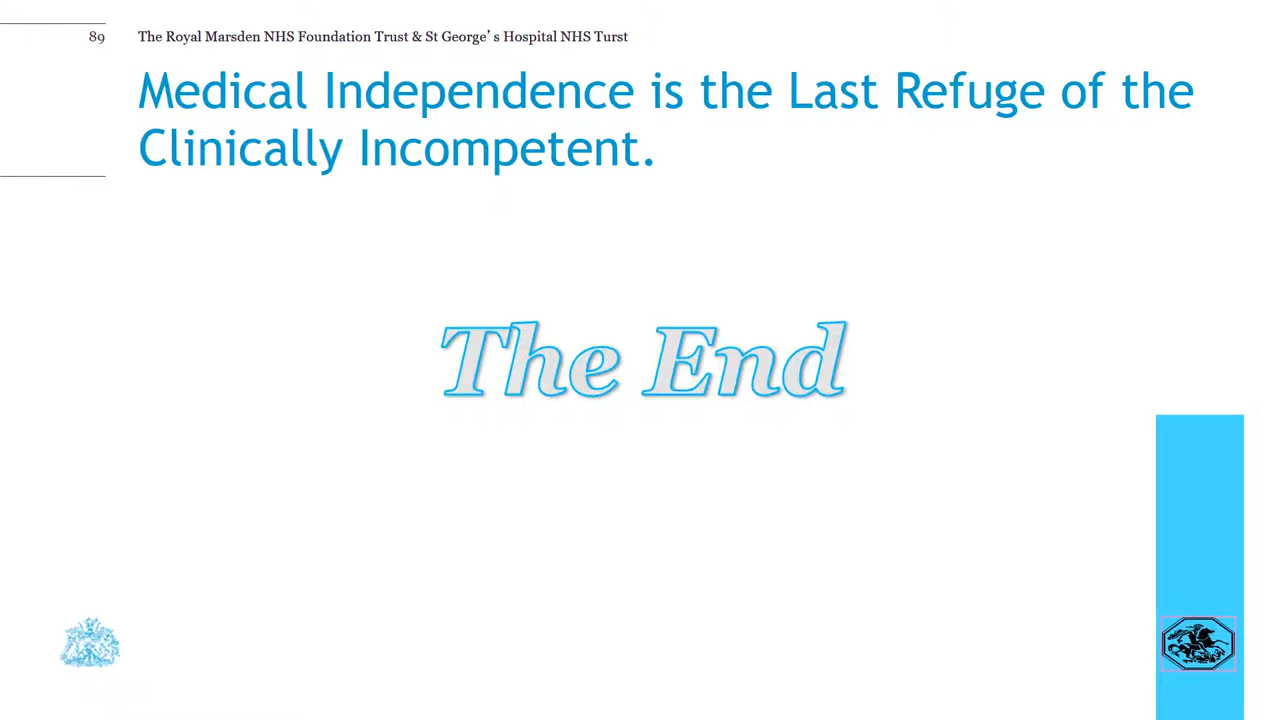 89 The Royal Marsden NHS Foundation Trust & St George’s Hospital NHS Turst
Medical Independence is the Last Refuge of the
Clinically Incompetent.
The End